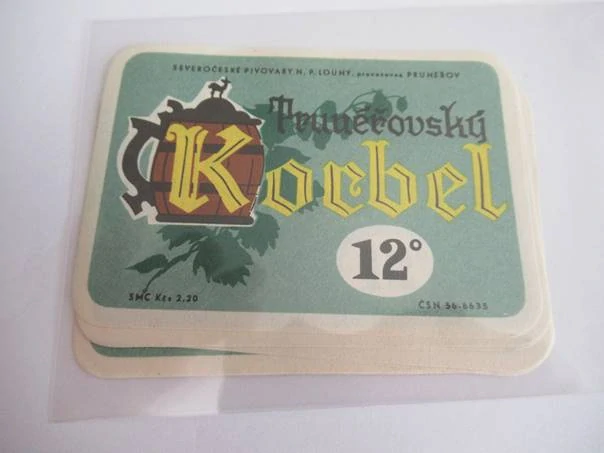 SEVEROČESKÉ PIVOVARY N. P. LOUNY, provozovna PRUNÉŘOV
Prunéřovský
Korbel
12°
SMC Kčs 2.20
ČSN 56-6635